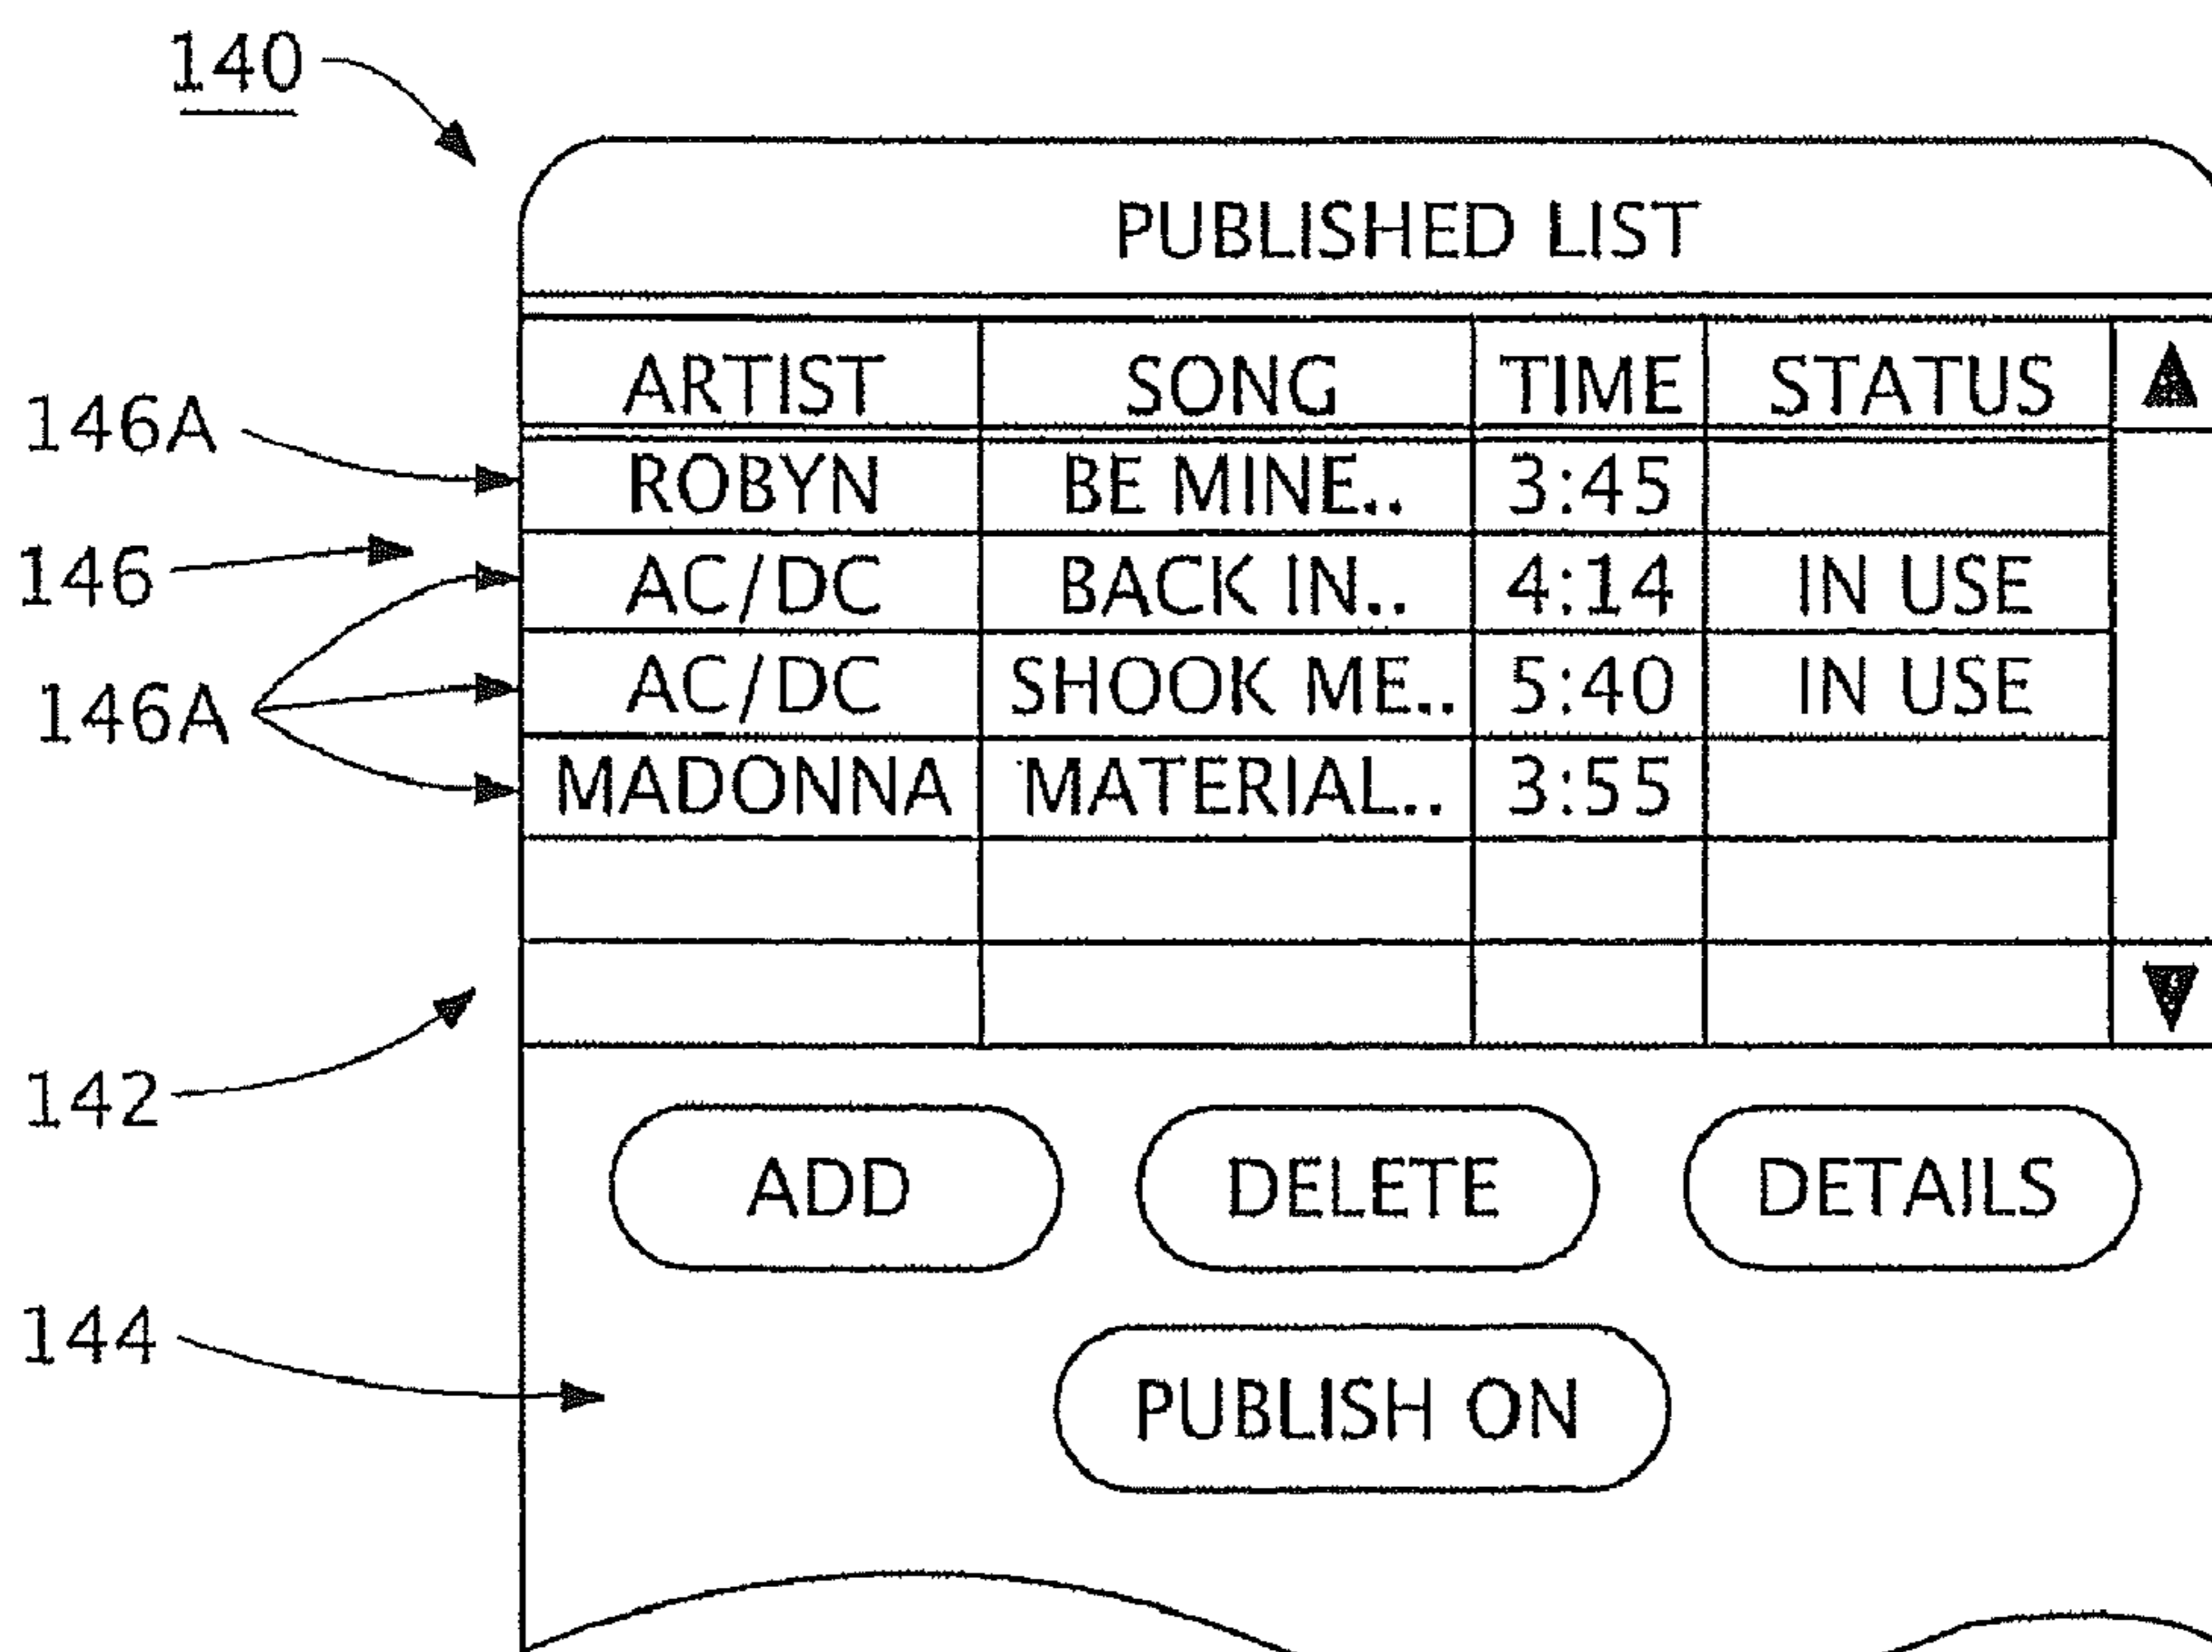 140
PUBLISHED LIST
ARTIST SONG TIME STATUS
146A
ROBYN BE MINE.. 3:45
146
AC/DC BACK IN.. 4:14 IN USE
146A
AC/DC SHOOK ME.. 5:40 IN USE
MADONNA MATERIAL.. 3:55
142
ADD DELETE DETAILS
144
PUBLISH ON